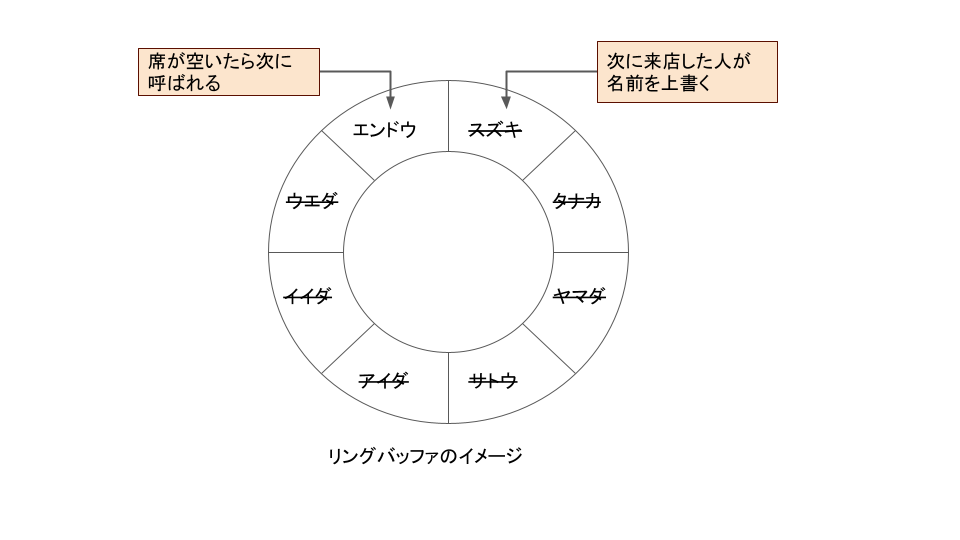 席が空いたら次に
呼ばれる
次に来店した人が
名前を上書く
エンドウ
スズキ
ウエダ
タナカ
イイダ
ヤマダ
アイダ
サトウ
リングバッファのイメージ